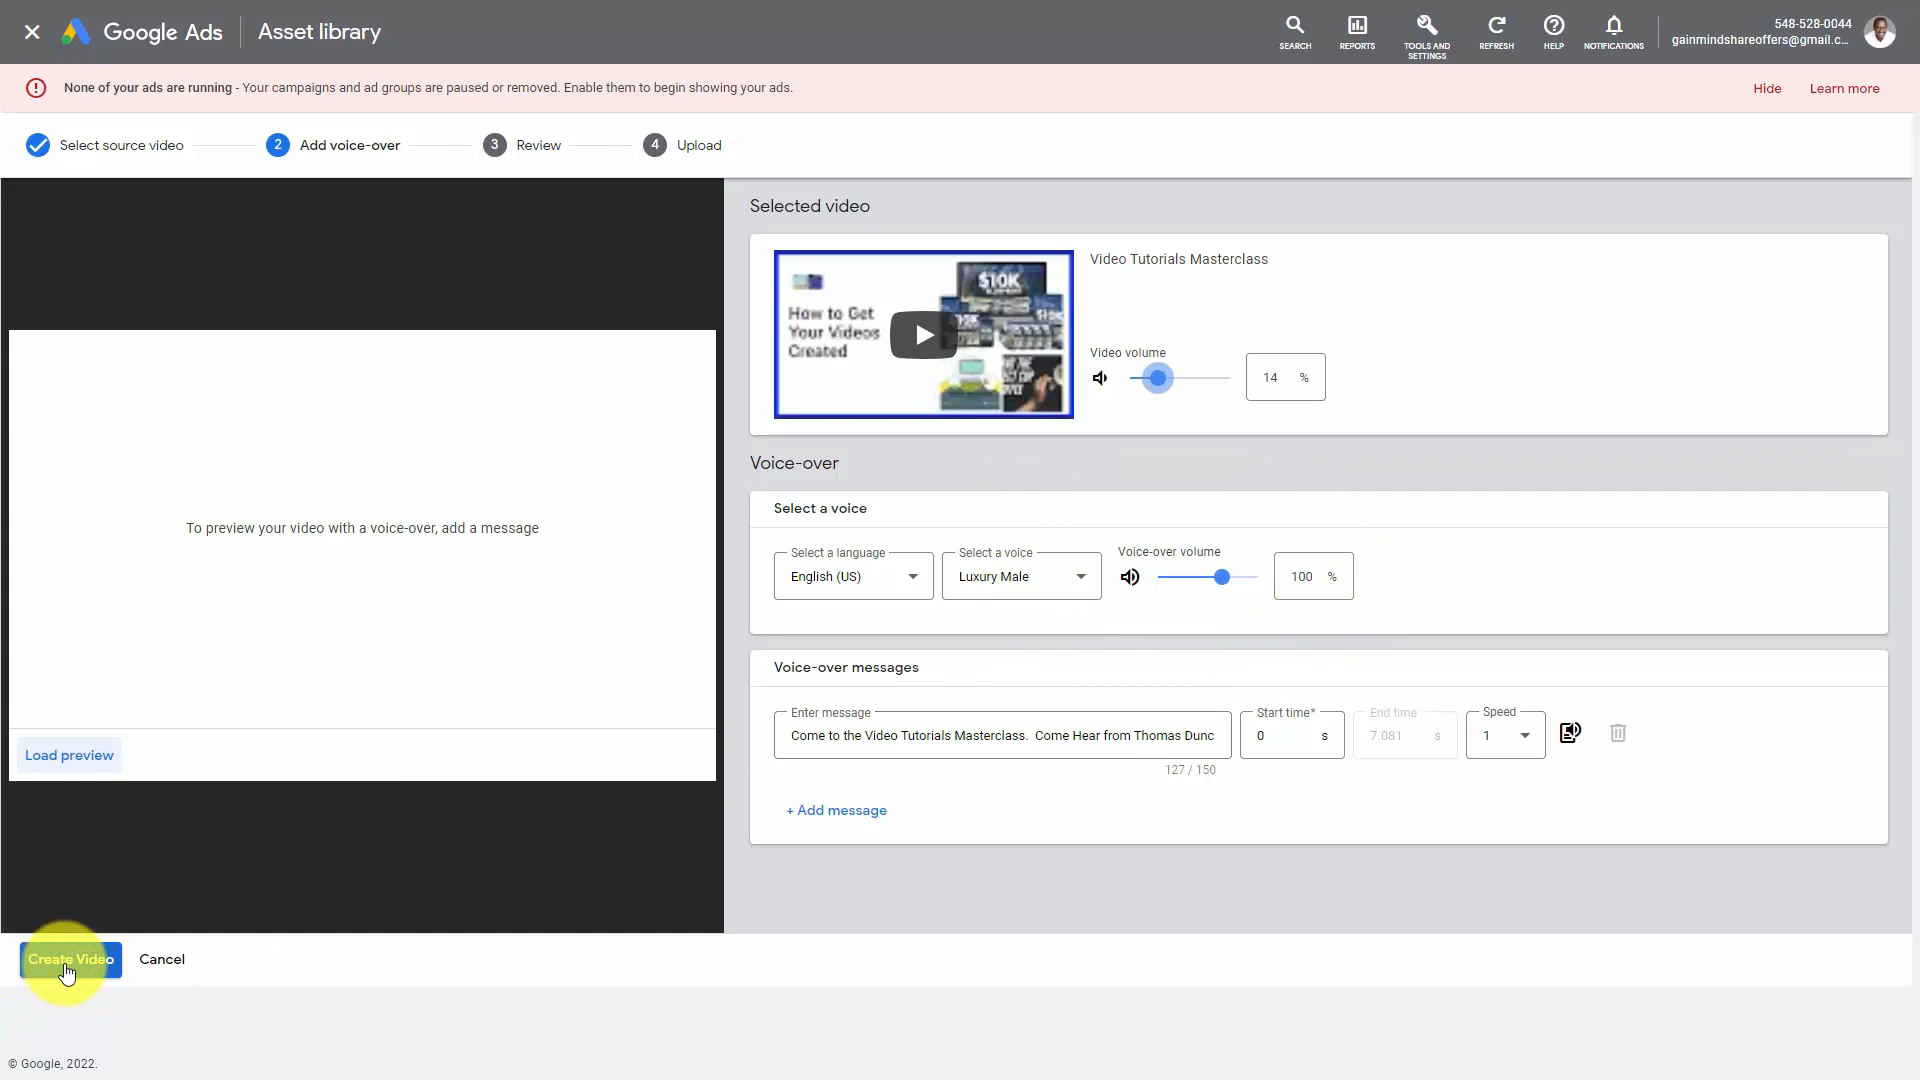 Google Ads
Asset library
SEARCH
REPORTS
TOOLS AND
SETTINGS
REFRESH
HELP
NOTIFICATIONS
548-528-0044
gainmindshareoffers@gmail.c...
None of your ads are running - Your campaigns and ad groups are paused or removed. Enable them to begin showing your ads.
Hide
Learn more
Select source video
2 Add voice-over
3 Review
4 Upload
Selected video
$10K
How to Get
Your Videos
Created
Video Tutorials Masterclass
Video volume
14 %
To preview your video with a voice-over, add a message
Load preview
Voice-over
Select a voice
Select a language
English (US)
Select a voice
Luxury Male
Voice-over volume
100 %
Voice-over messages
Enter message
Come to the Video Tutorials Masterclass. Come Hear from Thomas Dunc
127 / 150
Start time*
0 s
End time
7.081 s
Speed
1
+ Add message
Create Video
Cancel
© Google, 2022.